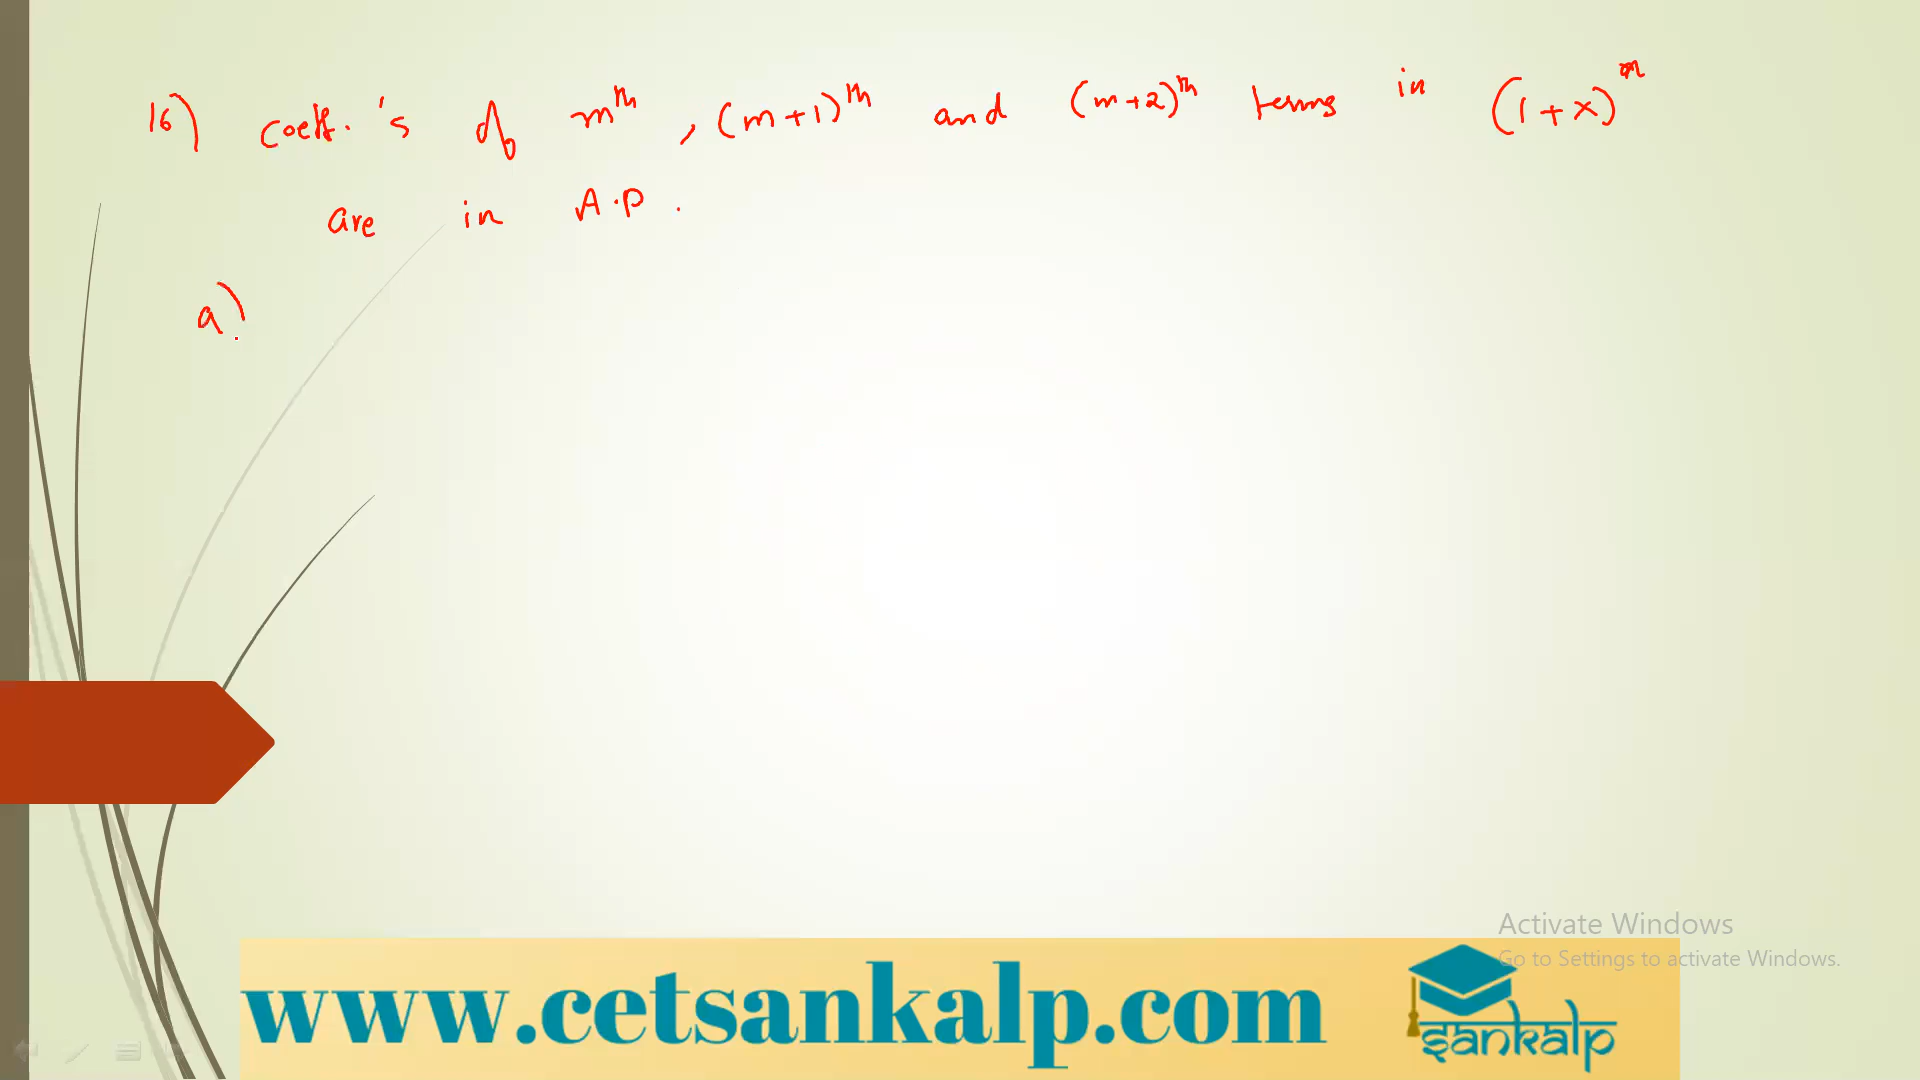 16) Coeff.'s of mth, (m+1)th and (m+2)th terms in (1+x)^n
are in A.P.
a)
Activate Windows
Go to Settings to activate Windows.
www.cetsankalp.com
sankalp